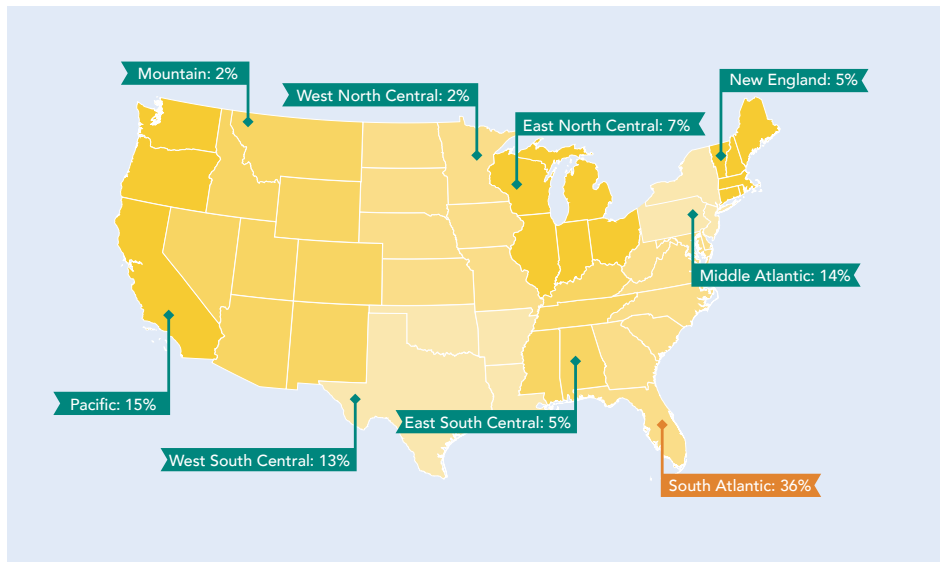 Mountain: 2%
New England: 5%
West North Central: 2%
East North Central: 7%
Middle Atlantic: 14%
Pacific: 15%
East South Central: 5%
West South Central: 13%
South Atlantic: 36%